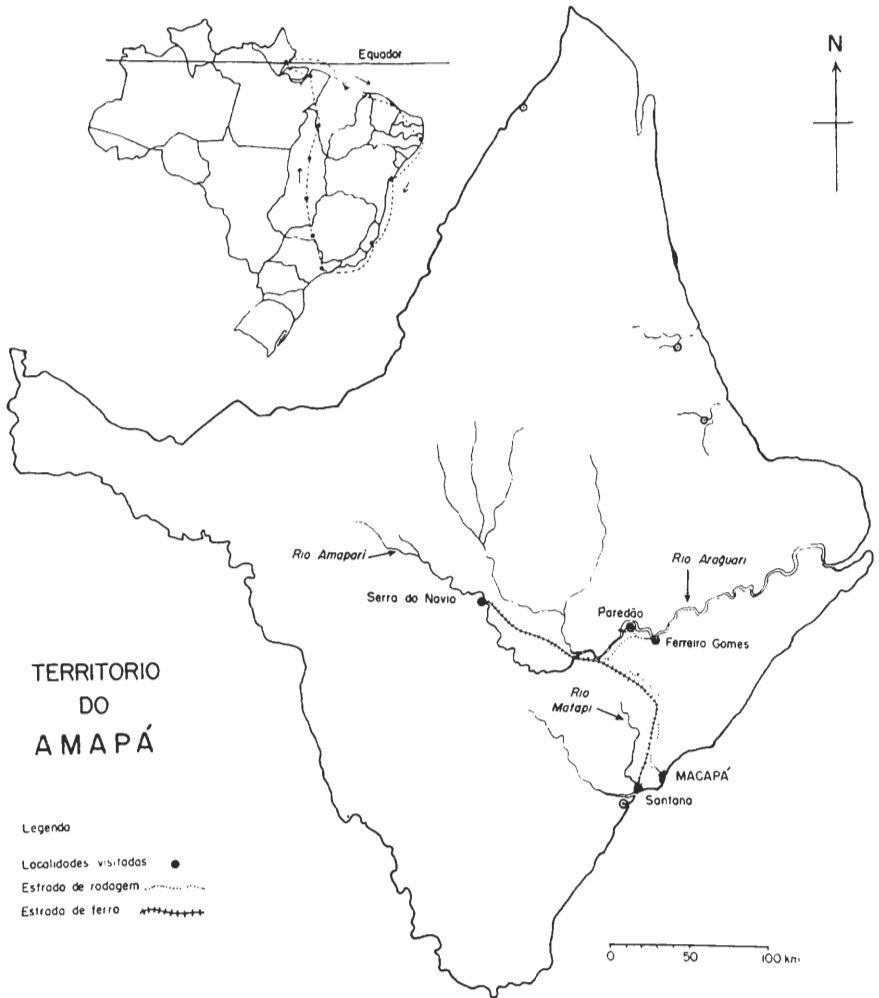 Equador
N
Rio Amapari
Rio Araguari
Serra do Navio
Paredão
Ferreiro Gomes
TERRITORIO
DO
AMAPÁ
Rio
Matapi
MACAPÁ
Santana
Legenda
Localidades visitadas
Estrada de rodagem
Estrada de ferro
0 50 100 km